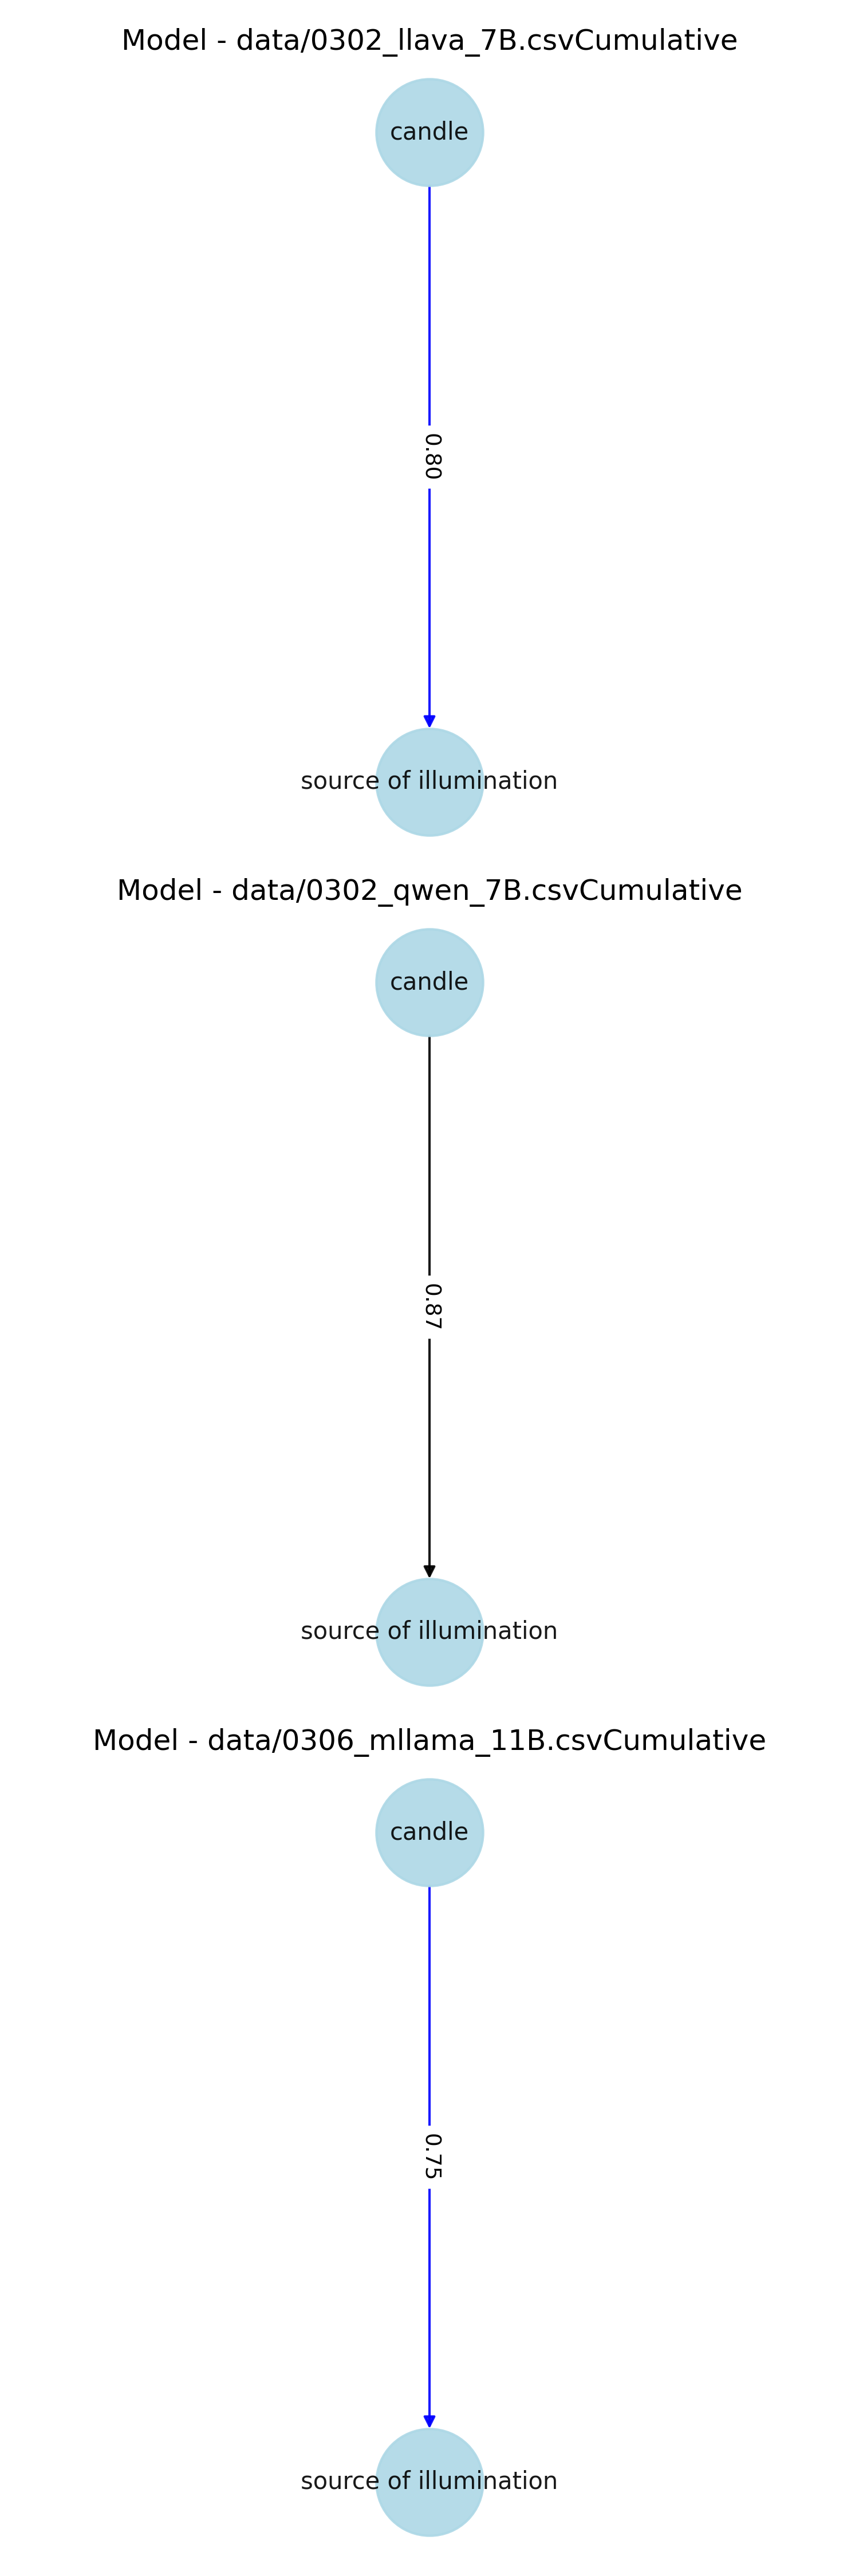 Model - data/0302_llava_7B.csvCumulative
candle
0.80
source of illumination
Model - data/0302_qwen_7B.csvCumulative
candle
0.87
source of illumination
Model - data/0306_mllama_11B.csvCumulative
candle
0.75
source of illumination